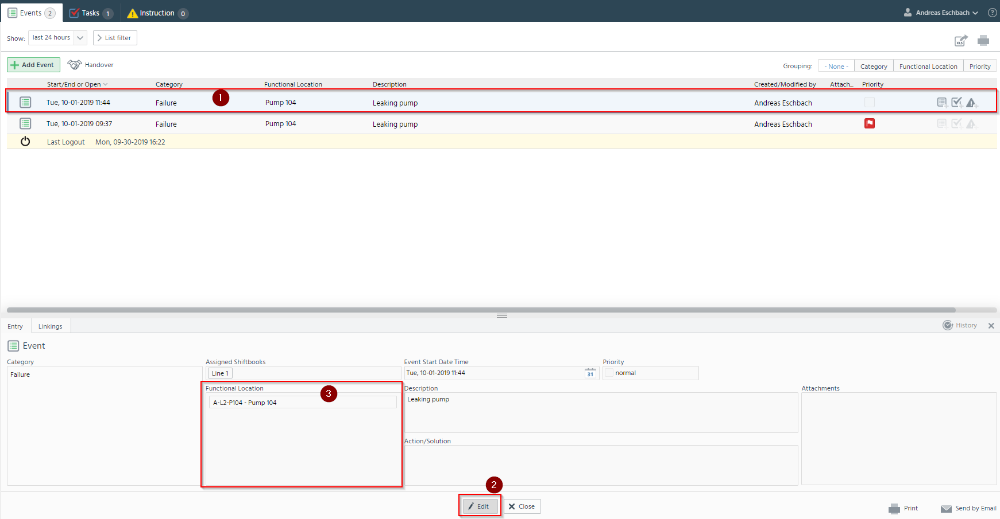 Events 2 Tasks 1 Instruction 0 Andreas Eschbach ?
Show: last 24 hours List filter XLS
Add Event Handover Grouping: - None - Category Functional Location Priority
Start/End or Open Category Functional Location Description Created/Modified by Attach... Priority
1
Tue, 10-01-2019 11:44 Failure Pump 104 Leaking pump Andreas Eschbach
Tue, 10-01-2019 09:37 Failure Pump 104 Leaking pump Andreas Eschbach
Last Logout Mon, 09-30-2019 16:22
Entry Linkings History
Event
Category Assigned Shiftbooks Event Start Date Time Priority
Failure Line 1 Tue, 10-01-2019 11:44 31 normal
Functional Location 3 Description Attachments
A-L2-P104 - Pump 104 Leaking pump
Action/Solution
2
Edit Close Print Send by Email